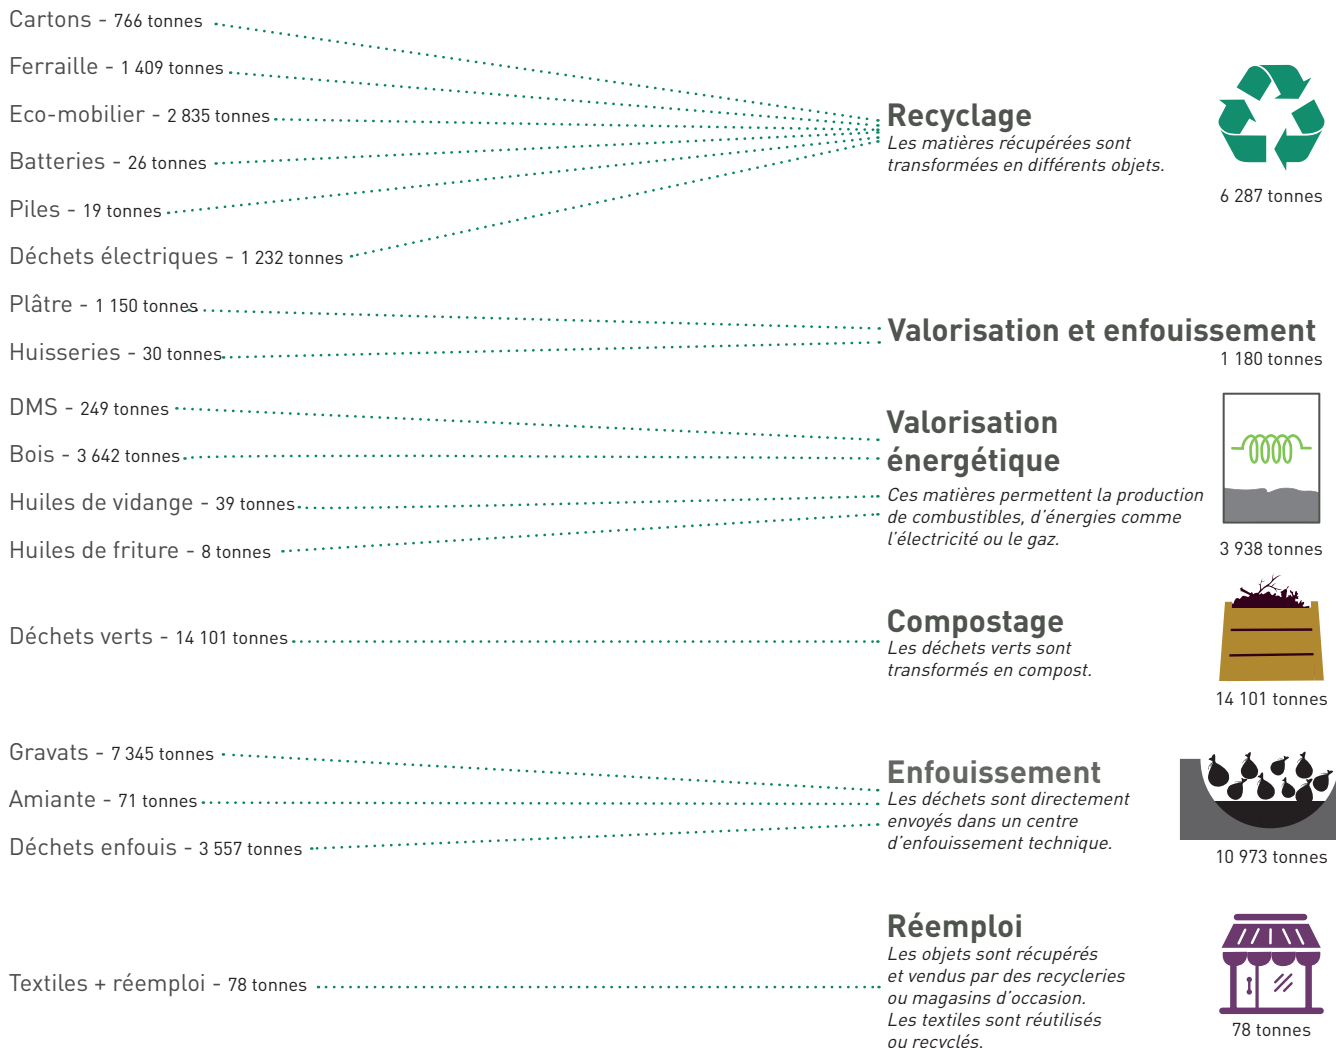 Cartons - 766 tonnes
Ferraille - 1 409 tonnes
Eco-mobilier - 2 835 tonnes
Batteries - 26 tonnes
Piles - 19 tonnes
Déchets électriques - 1 232 tonnes
Recyclage
Les matières récupérées sont
transformées en différents objets.
6 287 tonnes
Plâtre - 1 150 tonnes
Huisseries - 30 tonnes
Valorisation et enfouissement
1 180 tonnes
DMS - 249 tonnes
Bois - 3 642 tonnes
Huiles de vidange - 39 tonnes
Huiles de friture - 8 tonnes
Valorisation
énergétique
Ces matières permettent la production
de combustibles, d'énergies comme
l'électricité ou le gaz.
3 938 tonnes
Déchets verts - 14 101 tonnes
Compostage
Les déchets verts sont
transformés en compost.
14 101 tonnes
Gravats - 7 345 tonnes
Amiante - 71 tonnes
Déchets enfouis - 3 557 tonnes
Enfouissement
Les déchets sont directement
envoyés dans un centre
d'enfouissement technique.
10 973 tonnes
Textiles + réemploi - 78 tonnes
Réemploi
Les objets sont récupérés
et vendus par des recycleries
ou magasins d'occasion.
Les textiles sont réutilisés
ou recyclés.
78 tonnes